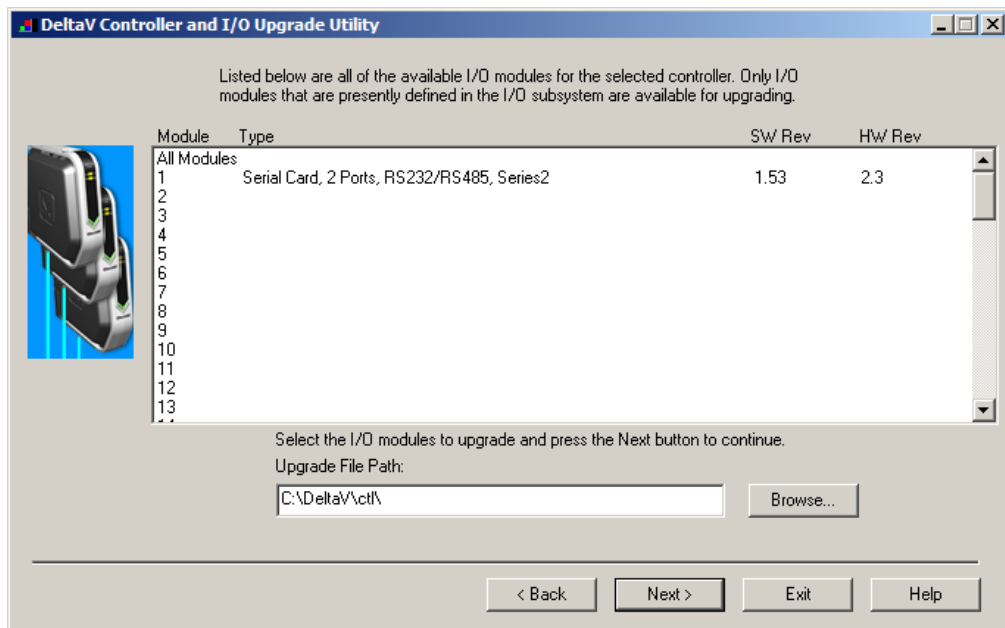 DeltaV Controller and I/O Upgrade Utility
Listed below are all of the available I/O modules for the selected controller. Only I/O
modules that are presently defined in the I/O subsystem are available for upgrading.
Module Type SW Rev HW Rev
All Modules
1 Serial Card, 2 Ports, RS232/RS485, Series2 1.53 2.3
2
3
4
5
6
7
8
9
10
11
12
13
Select the I/O modules to upgrade and press the Next button to continue.
Upgrade File Path:
C:\DeltaV\ctl\
Browse...
< Back Next > Exit Help